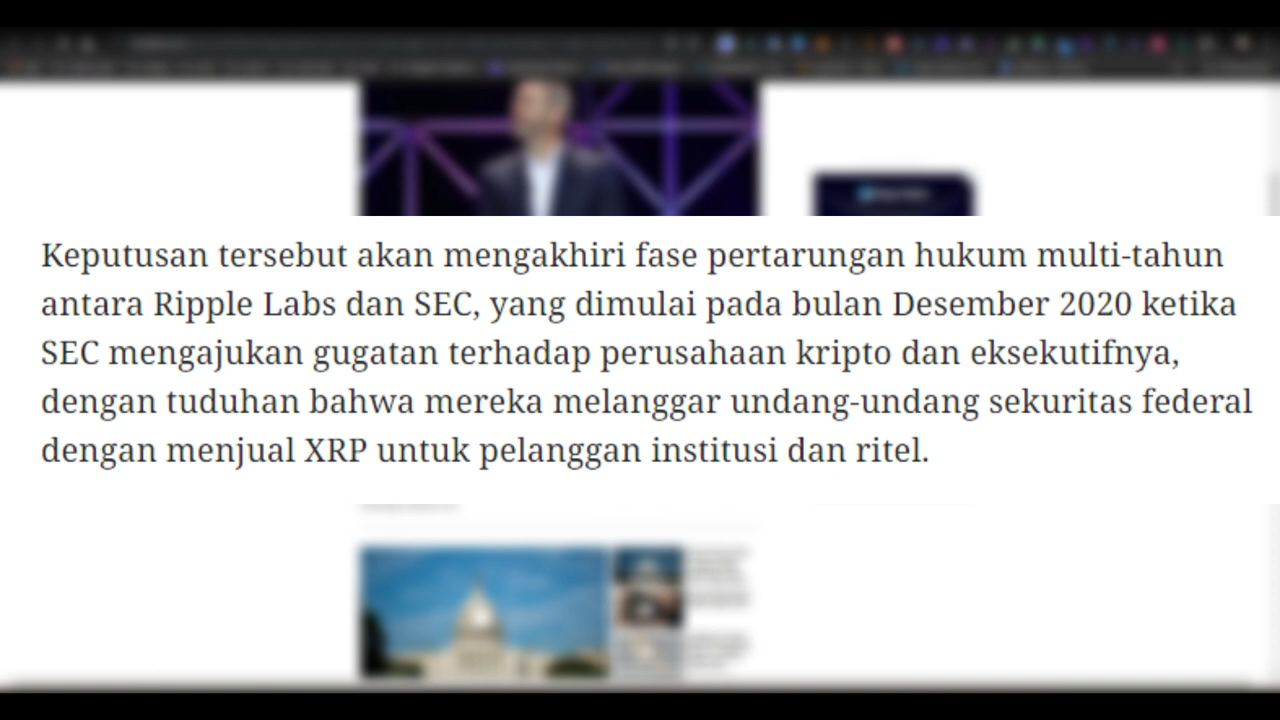 Keputusan tersebut akan mengakhiri fase pertarungan hukum multi-tahun
antara Ripple Labs dan SEC, yang dimulai pada bulan Desember 2020 ketika
SEC mengajukan gugatan terhadap perusahaan kripto dan eksekutifnya,
dengan tuduhan bahwa mereka melanggar undang-undang sekuritas federal
dengan menjual XRP untuk pelanggan institusi dan ritel.